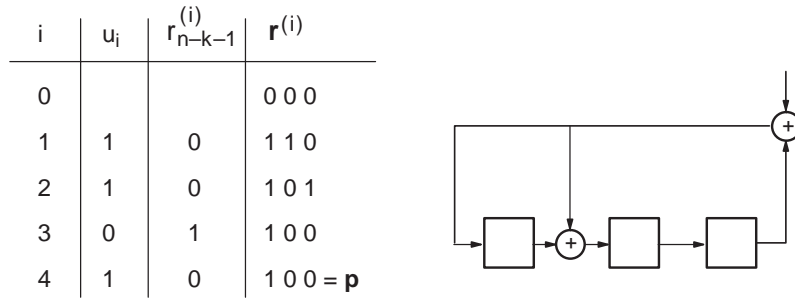 i u_i r_{n–k–1}^{(i)} r^{(i)}
0 0 0 0
1 1 0 1 1 0
2 1 0 1 0 1
3 0 1 1 0 0
4 1 0 1 0 0 = p
+
+